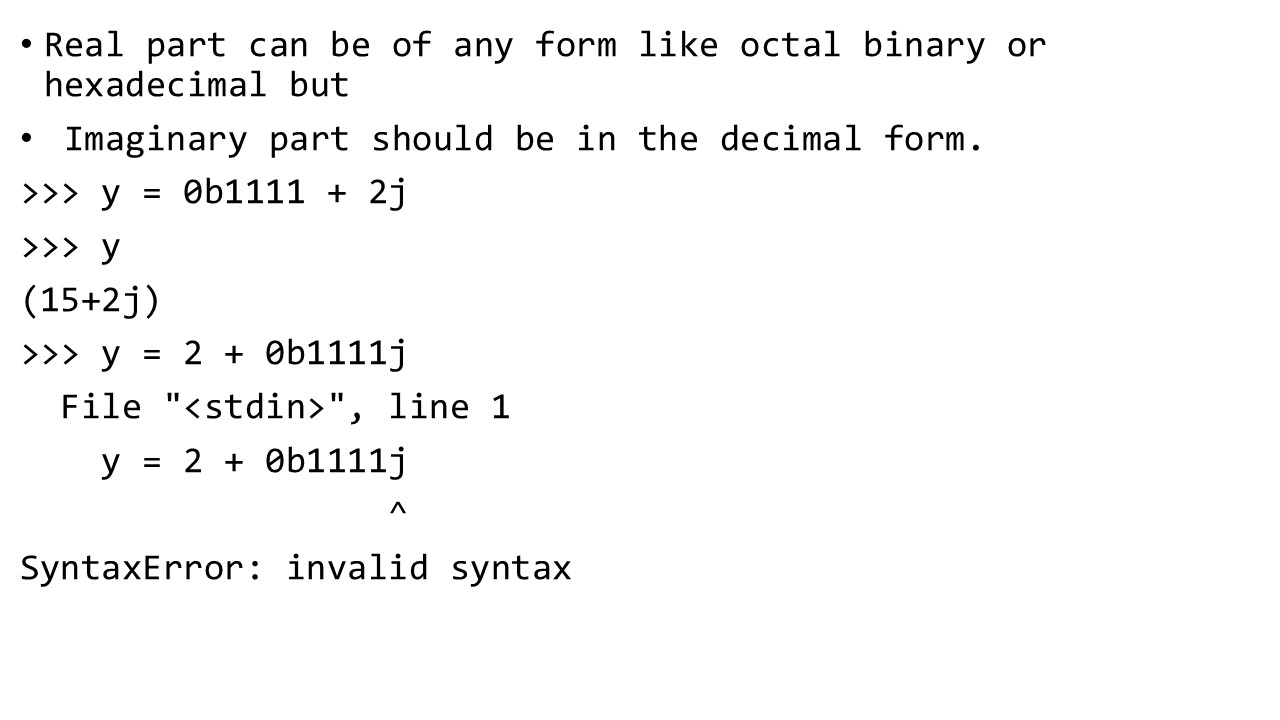 • Real part can be of any form like octal binary or
hexadecimal but
• Imaginary part should be in the decimal form.
>>> y = 0b1111 + 2j
>>> y
(15+2j)
>>> y = 2 + 0b1111j
  File "<stdin>", line 1
    y = 2 + 0b1111j
                  ^
SyntaxError: invalid syntax